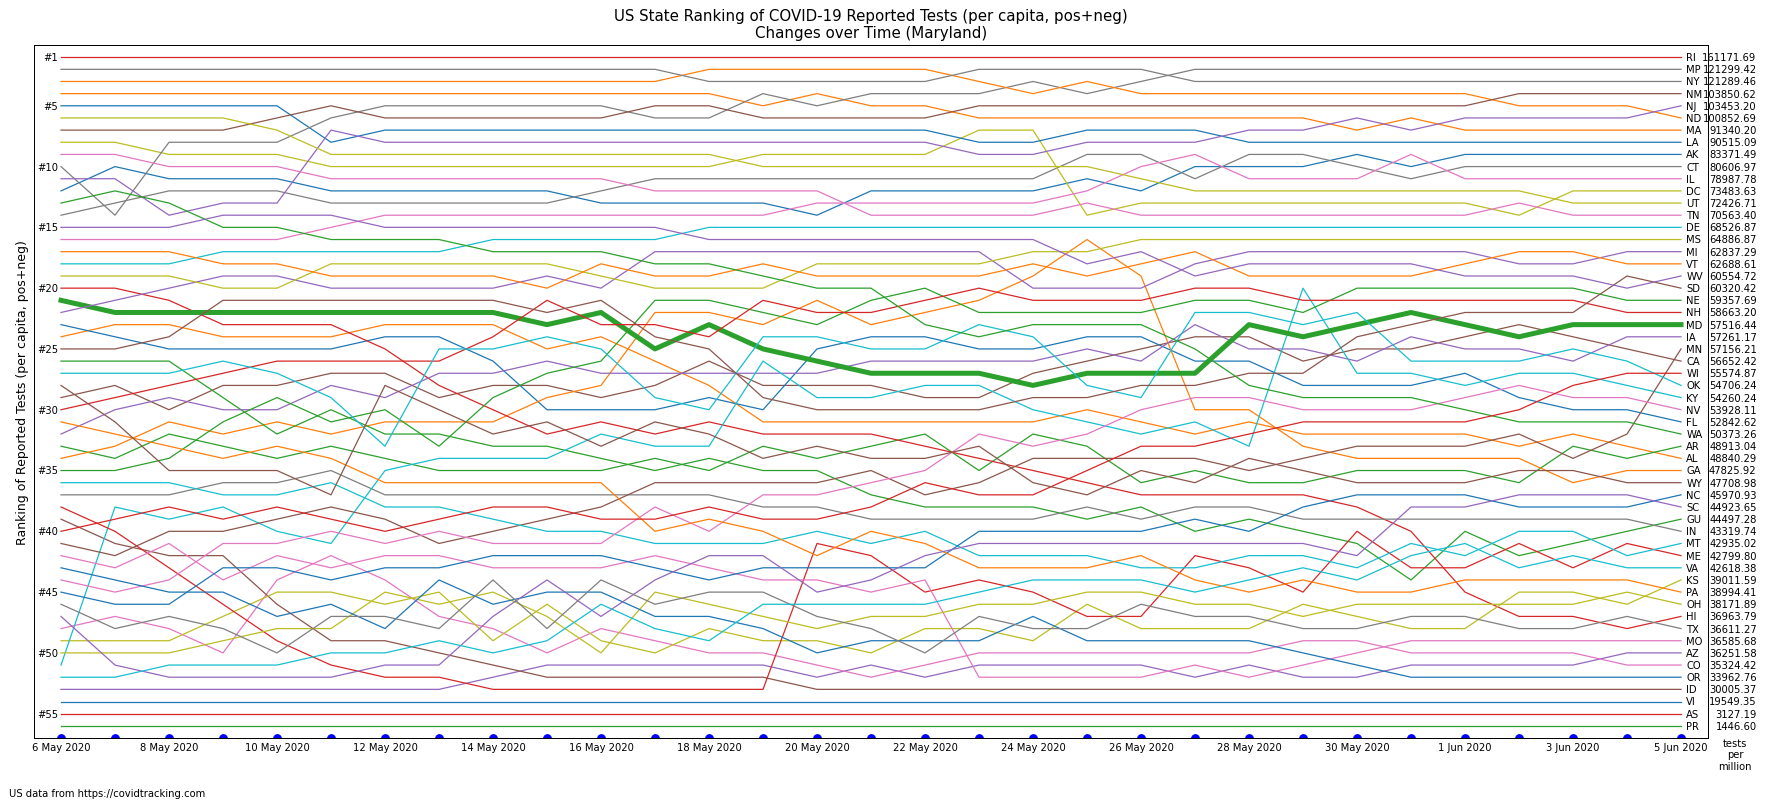 US State Ranking of COVID-19 Reported Tests (per capita, pos+neg)
Changes over Time (Maryland)
Ranking of Reported Tests (per capita, pos+neg)
#1
#5
#10
#15
#20
#25
#30
#35
#40
#45
#50
#55
RI 161171.69
MP 121299.42
NY 121289.46
NM 103850.62
NJ 103453.20
ND 100852.69
MA 91340.20
LA 90515.09
AK 83371.49
CT 80606.97
IL 78987.78
DC 73483.63
UT 72426.71
TN 70563.40
DE 68526.87
MS 64886.87
MI 62837.29
VT 62688.61
WV 60554.72
SD 60320.42
NE 59357.69
NH 58663.20
MD 57516.44
IA 57261.17
MN 57156.21
CA 56652.42
WI 55574.87
OK 54706.24
KY 54260.24
NV 53928.11
FL 52842.62
WA 50373.26
AR 48913.04
AL 48840.29
GA 47825.92
WY 47708.98
NC 45970.93
SC 44923.65
GU 44497.28
IN 43319.74
MT 42935.02
ME 42799.80
VA 42618.38
KS 39011.59
PA 38994.41
OH 38171.89
HI 36963.79
TX 36611.27
MO 36585.68
AZ 36251.58
CO 35324.42
OR 33962.76
ID 30005.37
VI 19549.35
AS 3127.19
PR 1446.60
6 May 2020
8 May 2020
10 May 2020
12 May 2020
14 May 2020
16 May 2020
18 May 2020
20 May 2020
22 May 2020
24 May 2020
26 May 2020
28 May 2020
30 May 2020
1 Jun 2020
3 Jun 2020
5 Jun 2020
tests
per
million
US data from https://covidtracking.com